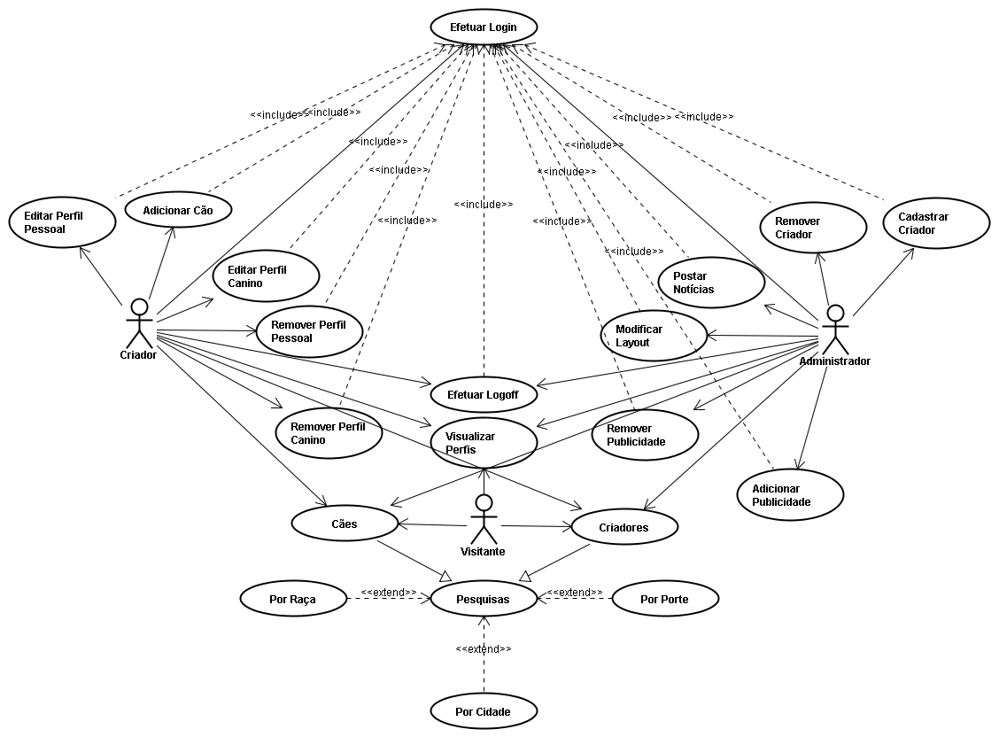 Efetuar Login
<<include>>
<<include>>
<<include>>
<<include>>
<<include>>
<<include>>
<<include>>
<<include>>
<<include>>
<<include>>
<<include>>
<<include>>
Editar Perfil
Pessoal
Adicionar Cão
Remover
Criador
Cadastrar
Criador
Editar Perfil
Canino
Postar
Notícias
Remover Perfil
Pessoal
Modificar
Layout
Criador
Administrador
Efetuar Logoff
Remover Perfil
Canino
Visualizar
Perfis
Remover
Publicidade
Adicionar
Publicidade
Cães
Visitante
Criadores
Por Raça
<<extend>>
Pesquisas
<<extend>>
Por Porte
<<extend>>
Por Cidade